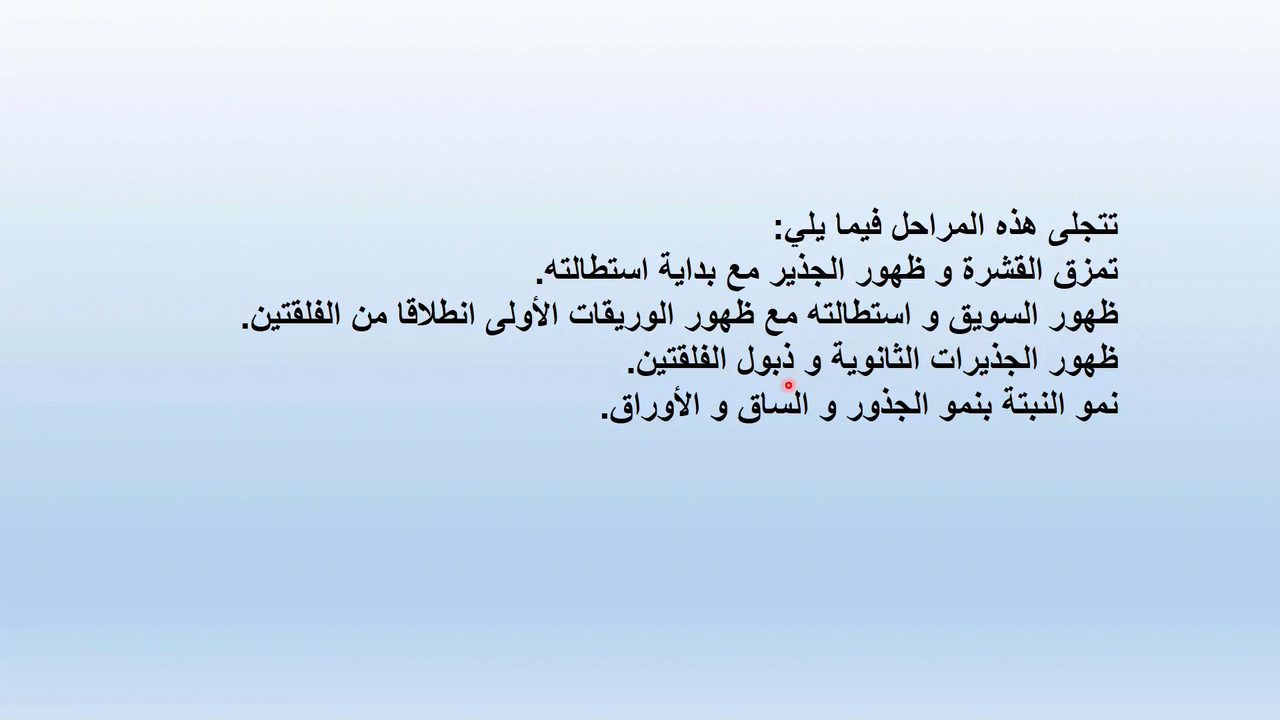 تتجلى هذه المراحل فيما يلي:
تمزق القشرة و ظهور الجذير مع بداية استطالته.
ظهور السويق و استطالته مع ظهور الوريقات الأولى انطلاقا من الفلقتين.
ظهور الجذيرات الثانوية و ذبول الفلقتين.
نمو النبتة بنمو الجذور و الساق و الأوراق.